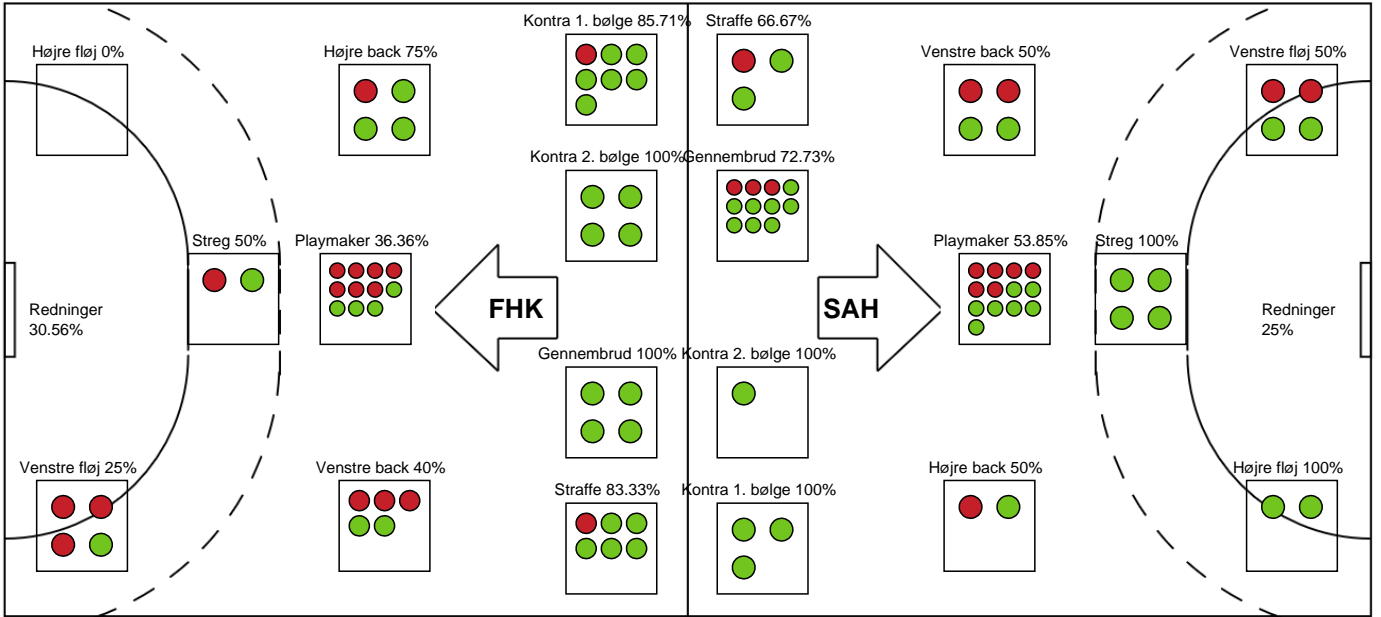 Kontra 1. bølge 85.71%
Straffe 66.67%
Højre fløj 0%
Højre back 75%
Venstre back 50%
Venstre fløj 50%
Kontra 2. bølge 100%
Gennembrud 72.73%
Streg 50%
Playmaker 36.36%
Playmaker 53.85%
Streg 100%
Redninger
30.56%
FHK
SAH
Redninger
25%
Gennembrud 100%
Kontra 2. bølge 100%
Venstre fløj 25%
Venstre back 40%
Højre back 50%
Højre fløj 100%
Straffe 83.33%
Kontra 1. bølge 100%